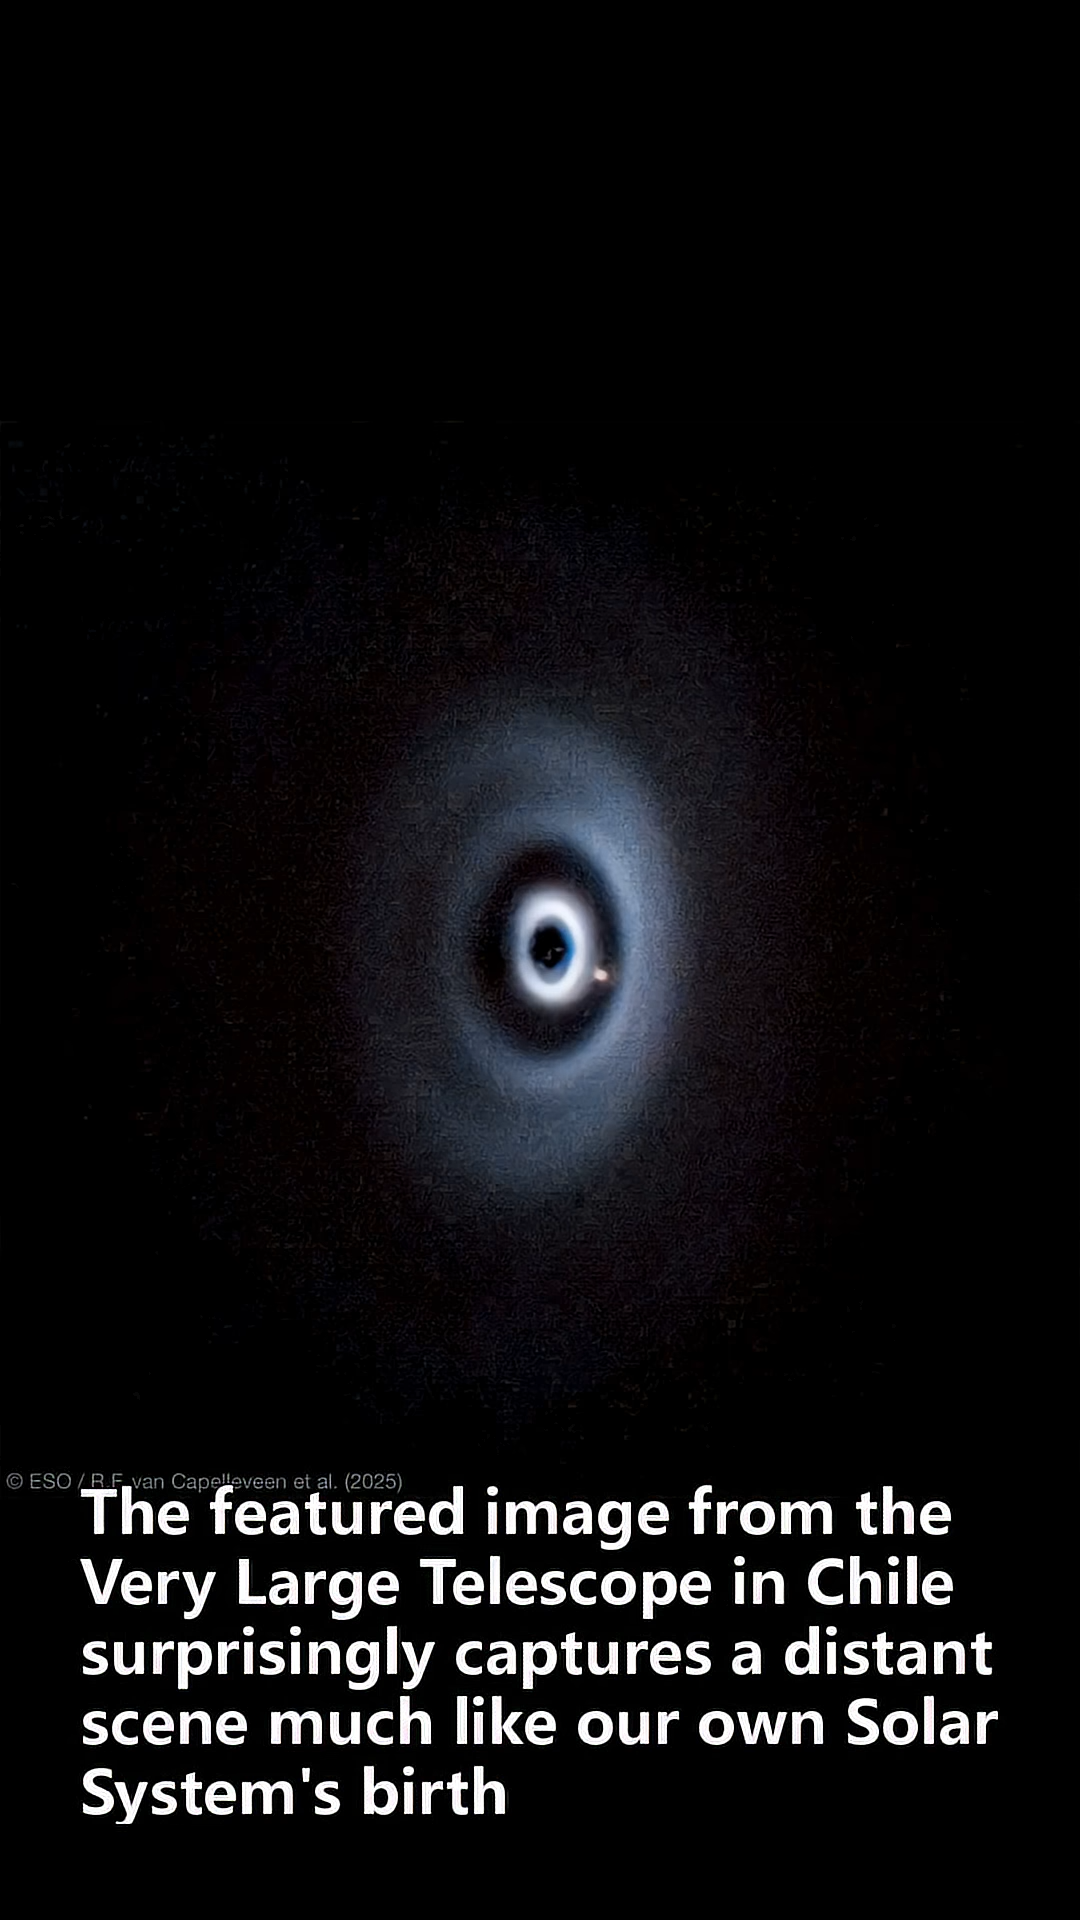 © ESO / R.F. van Capelleveen et al. (2025)
The featured image from the
Very Large Telescope in Chile
surprisingly captures a distant
scene much like our own Solar
System's birth